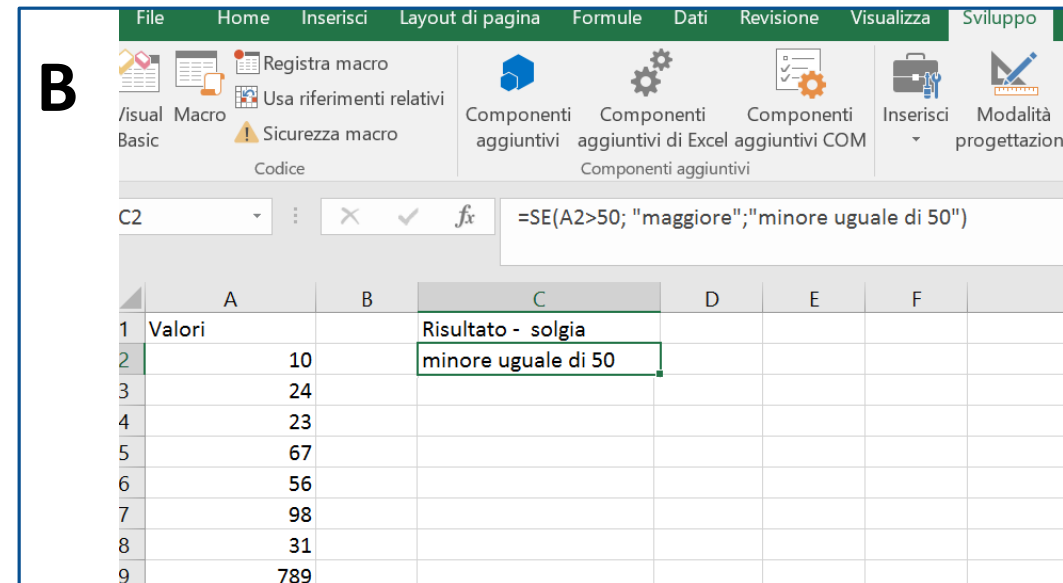 File Home Inserisci Layout di pagina Formule Dati Revisione Visualizza Sviluppo
B
Registra macro
Usa riferimenti relativi
Sicurezza macro
Visual Basic
Macro
Componenti aggiuntivi
Componenti aggiuntivi di Excel
Componenti aggiuntivi COM
Inserisci
Modalità
Codice
Componenti aggiuntivi
C2
fx
=SE(A2>50; "maggiore";"minore uguale di 50")
A B C D E F
1 Valori Risultato - solgia
2 10 minore uguale di 50
3 24
4 23
5 67
6 56
7 98
8 31
9 789